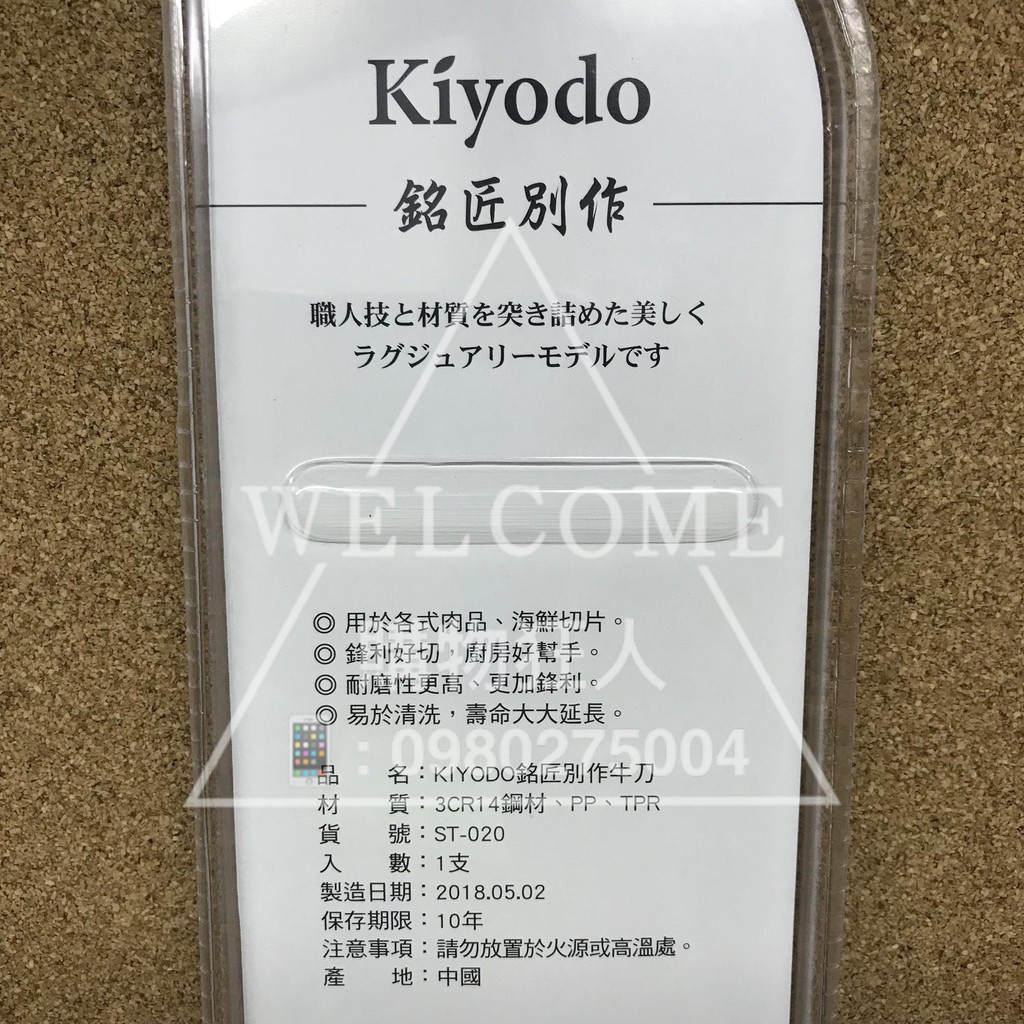 Kiyodo
銘匠別作
職人技と材質を突き詰めた美しく
ラグジュアリーモデルです
WELCOME
◎ 用於各式肉品、海鮮切片。
◎ 鋒利好切，廚房好幫手。
◎ 耐磨性更高、更加鋒利。
◎ 易於清洗，壽命大大延長。
: 0980275004
品 名：KIYODO銘匠別作牛刀
材 質：3CR14鋼材、PP、TPR
貨 號：ST-020
入 數：1支
製造日期：2018.05.02
保存期限：10年
注意事項：請勿放置於火源或高溫處。
產 地：中國